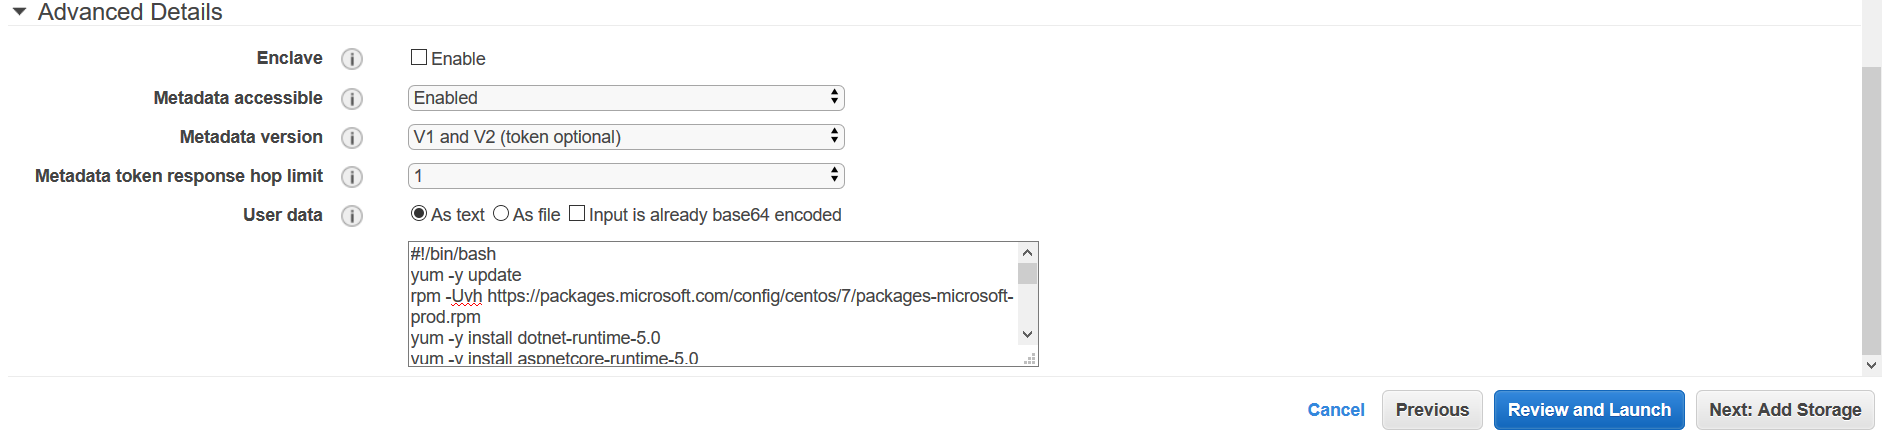 Advanced Details
Enclave Enable
Metadata accessible Enabled
Metadata version V1 and V2 (token optional)
Metadata token response hop limit 1
User data As text As file Input is already base64 encoded
#!/bin/bash
yum -y update
rpm -Uvh https://packages.microsoft.com/config/centos/7/packages-microsoft-
prod.rpm
yum -y install dotnet-runtime-5.0
yum -y install aspnetcore-runtime-5.0
Cancel Previous Review and Launch Next: Add Storage